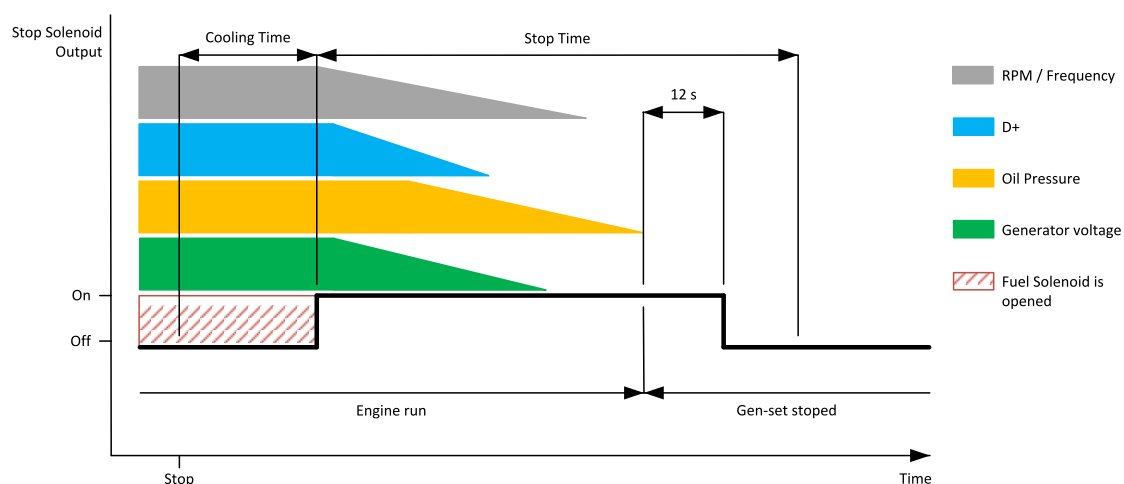 Stop Solenoid
Output
Cooling Time
Stop Time
12 s
RPM / Frequency
D+
Oil Pressure
Generator voltage
Fuel Solenoid is
opened
On
Off
Engine run
Gen-set stoped
Stop
Time